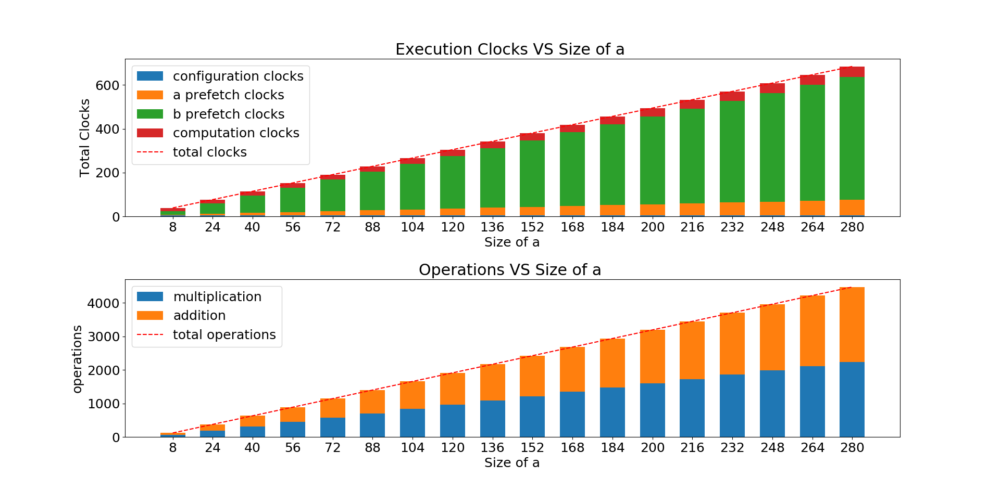 Execution Clocks VS Size of a
configuration clocks
a prefetch clocks
b prefetch clocks
computation clocks
total clocks
Total Clocks
600
400
200
0
8 24 40 56 72 88 104 120 136 152 168 184 200 216 232 248 264 280
Size of a
Operations VS Size of a
multiplication
addition
total operations
operations
4000
3000
2000
1000
0
8 24 40 56 72 88 104 120 136 152 168 184 200 216 232 248 264 280
Size of a